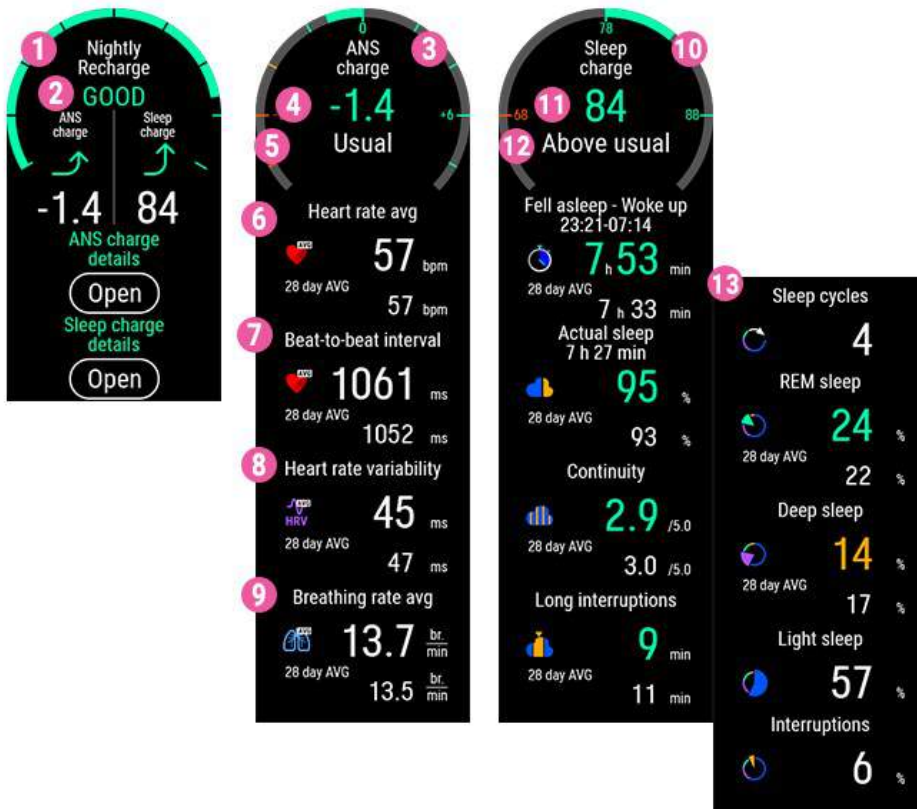 1
Nightly
Recharge
2
GOOD
ANS
charge
Sleep
charge
-1.4
84
ANS charge
details
Open
Sleep charge
details
Open
0
ANS
charge
3
4
-1.4
+6
5
Usual
6
Heart rate avg
AVG
57 bpm
28 day AVG
57 bpm
7
Beat-to-beat interval
AVG
1061 ms
28 day AVG
1052 ms
8
Heart rate variability
AVG
HRV
45 ms
28 day AVG
47 ms
9
Breathing rate avg
AVG
13.7 br./min
28 day AVG
13.5 br./min
78
Sleep
charge
10
68
11
84
88
12
Above usual
Fell asleep - Woke up
23:21-07:14
7 h 53 min
28 day AVG
7 h 33 min
Actual sleep
7 h 27 min
95 %
28 day AVG
93 %
Continuity
2.9 /5.0
28 day AVG
3.0 /5.0
Long interruptions
9 min
28 day AVG
11 min
13
Sleep cycles
4
REM sleep
24 %
28 day AVG
22 %
Deep sleep
14 %
28 day AVG
17 %
Light sleep
57 %
Interruptions
6 %